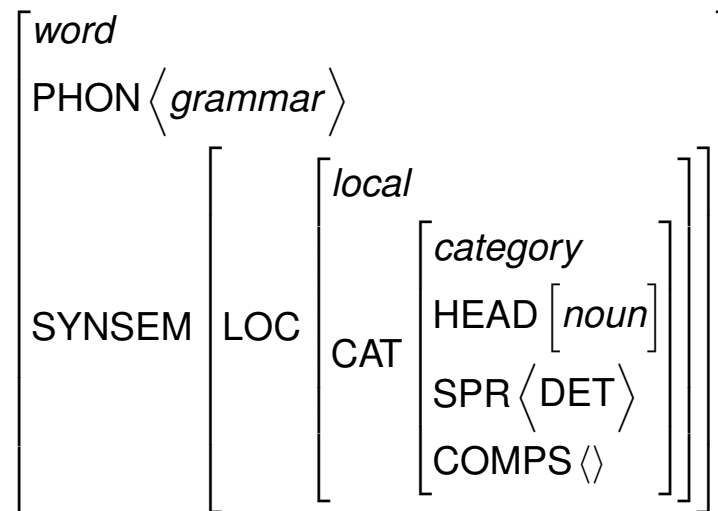 word
PHON ⟨grammar⟩
local
category
HEAD [noun]
SYNSEM LOC CAT
SPR ⟨DET⟩
COMPS ⟨⟩